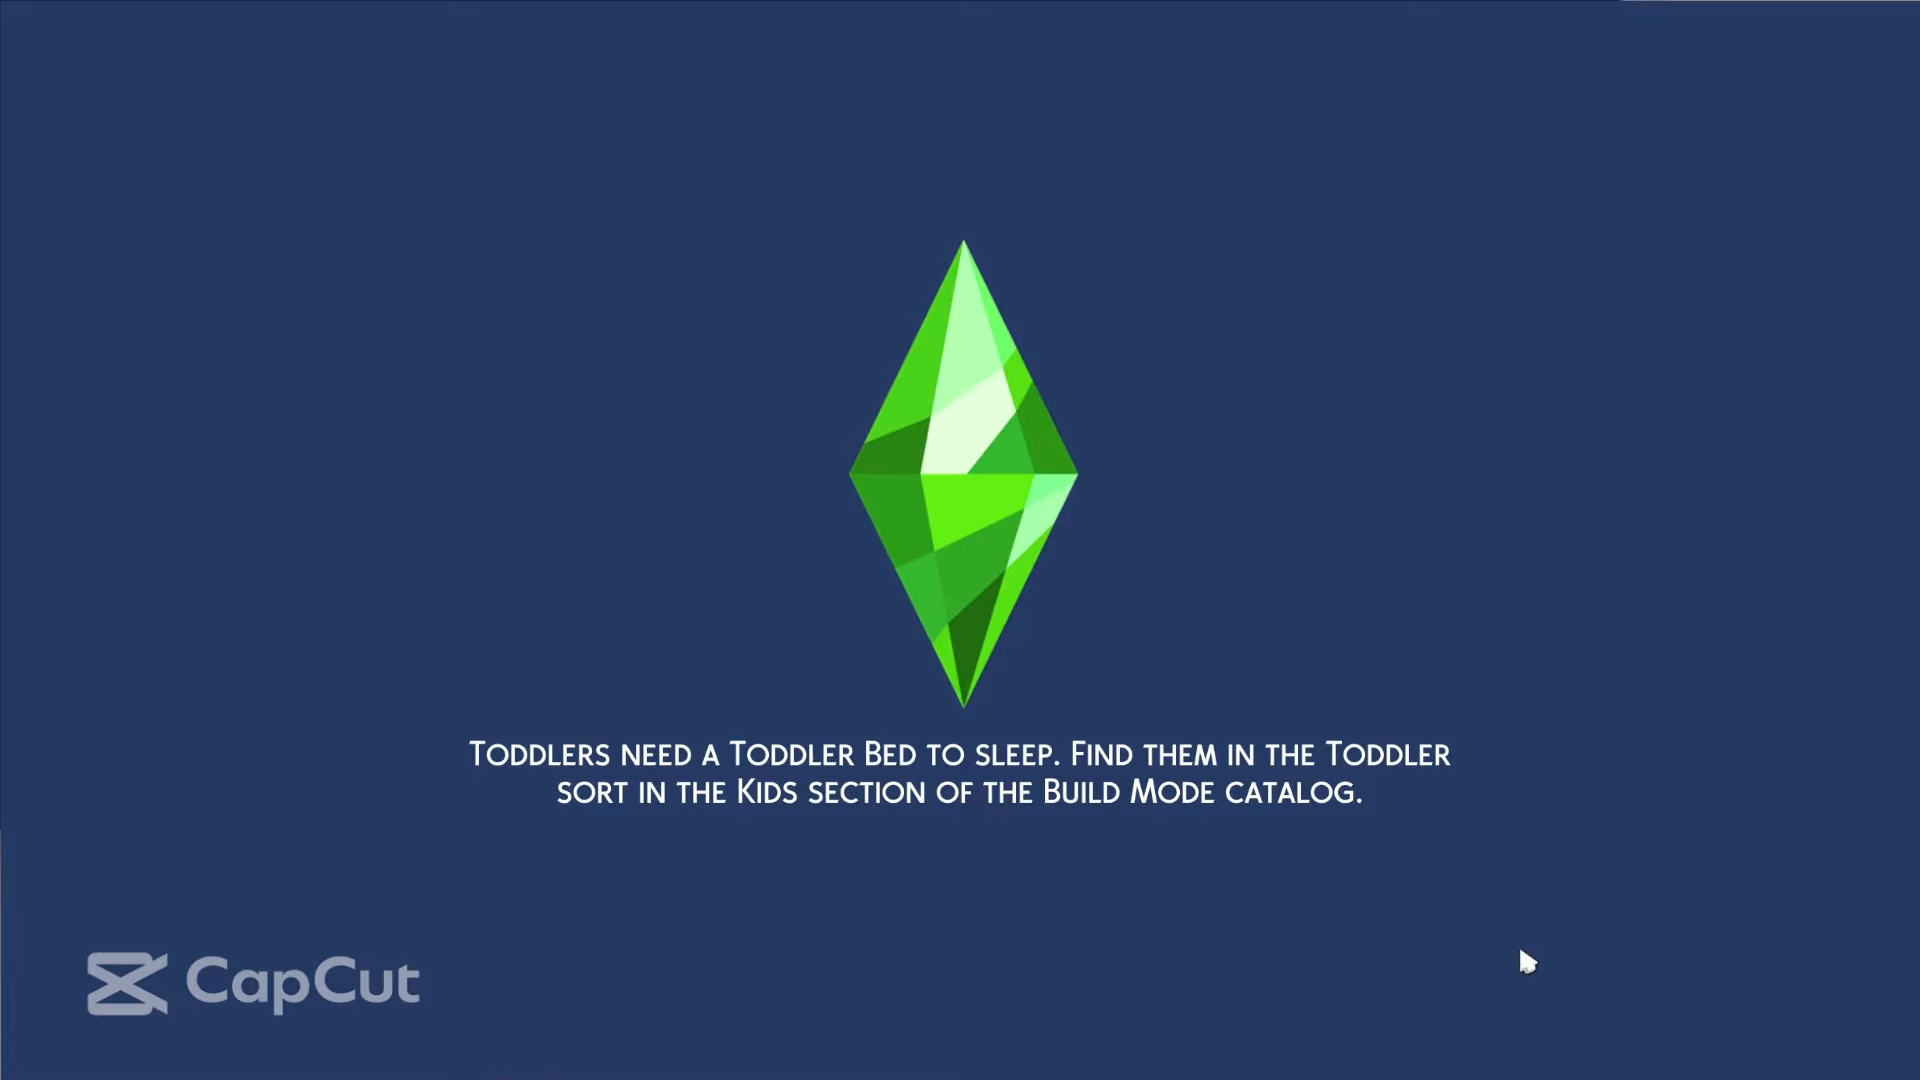 Toddlers need a Toddler Bed to sleep. Find them in the Toddler
sort in the Kids section of the Build Mode catalog.
CapCut